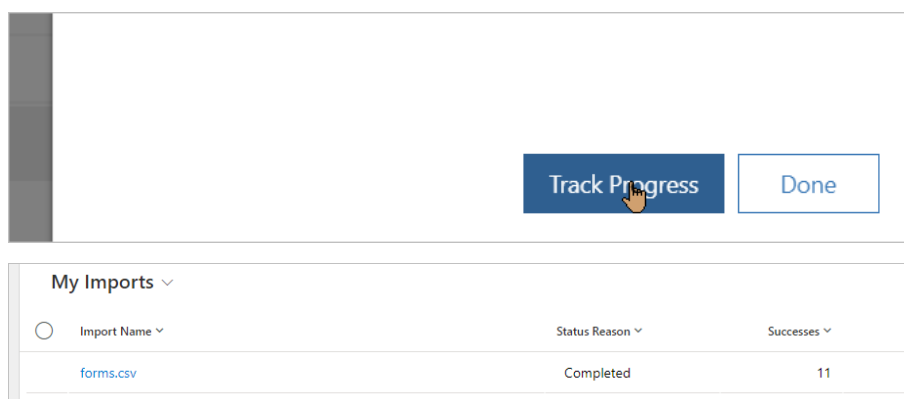 Track Progress Done
My Imports
Import Name Status Reason Successes
forms.csv Completed 11